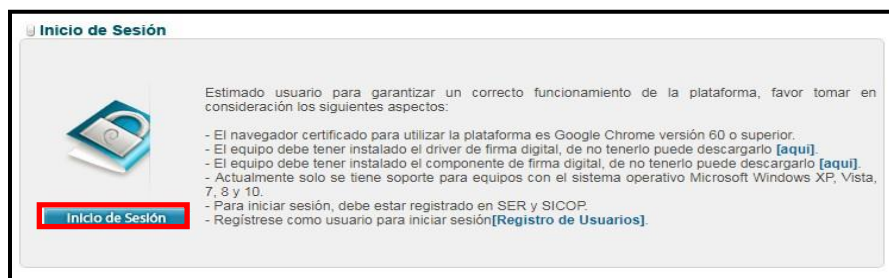 Inicio de Sesión
Estimado usuario para garantizar un correcto funcionamiento de la plataforma, favor tomar en
consideración los siguientes aspectos:
- El navegador certificado para utilizar la plataforma es Google Chrome versión 60 o superior.
- El equipo debe tener instalado el driver de firma digital, de no tenerlo puede descargarlo [aquí].
- El equipo debe tener instalado el componente de firma digital, de no tenerlo puede descargarlo [aquí].
- Actualmente solo se tiene soporte para equipos con el sistema operativo Microsoft Windows XP, Vista,
7, 8 y 10.
- Para iniciar sesión, debe estar registrado en SER y SICOP.
- Regístrese como usuario para iniciar sesión[Registro de Usuarios].
Inicio de Sesión